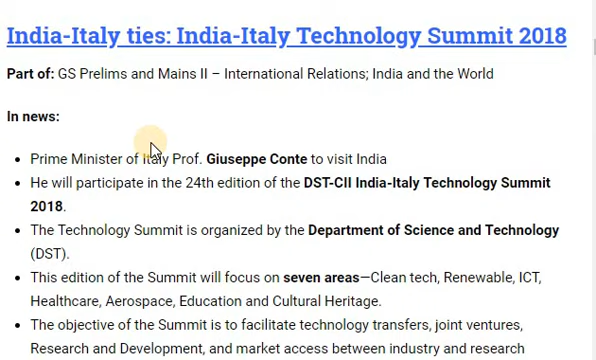 India-Italy ties: India-Italy Technology Summit 2018
Part of: GS Prelims and Mains II – International Relations; India and the World
In news:
Prime Minister of Italy Prof. Giuseppe Conte to visit India
He will participate in the 24th edition of the DST-CII India-Italy Technology Summit
2018.
The Technology Summit is organized by the Department of Science and Technology
(DST).
This edition of the Summit will focus on seven areas—Clean tech, Renewable, ICT,
Healthcare, Aerospace, Education and Cultural Heritage.
The objective of the Summit is to facilitate technology transfers, joint ventures,
Research and Development, and market access between industry and research